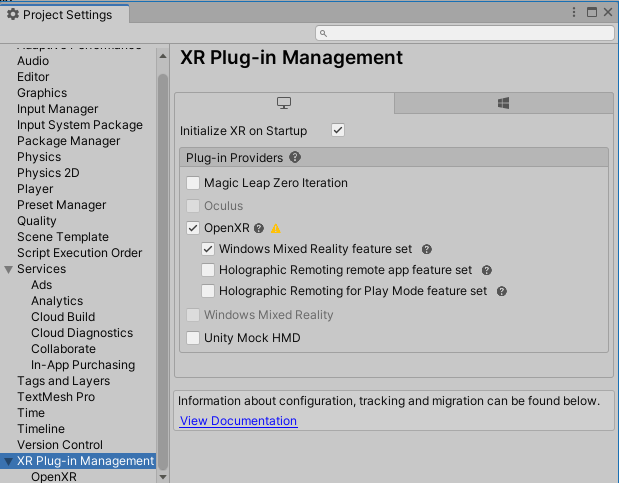 Project Settings
Adaptive Performance
Audio
Editor
Graphics
Input Manager
Input System Package
Package Manager
Physics
Physics 2D
Player
Preset Manager
Quality
Scene Template
Script Execution Order
Services
Ads
Analytics
Cloud Build
Cloud Diagnostics
Collaborate
In-App Purchasing
Tags and Layers
TextMesh Pro
Time
Timeline
Version Control
XR Plug-in Management
OpenXR
XR Plug-in Management
Initialize XR on Startup
Plug-in Providers
Magic Leap Zero Iteration
Oculus
OpenXR
Windows Mixed Reality feature set
Holographic Remoting remote app feature set
Holographic Remoting for Play Mode feature set
Windows Mixed Reality
Unity Mock HMD
Information about configuration, tracking and migration can be found below.
View Documentation